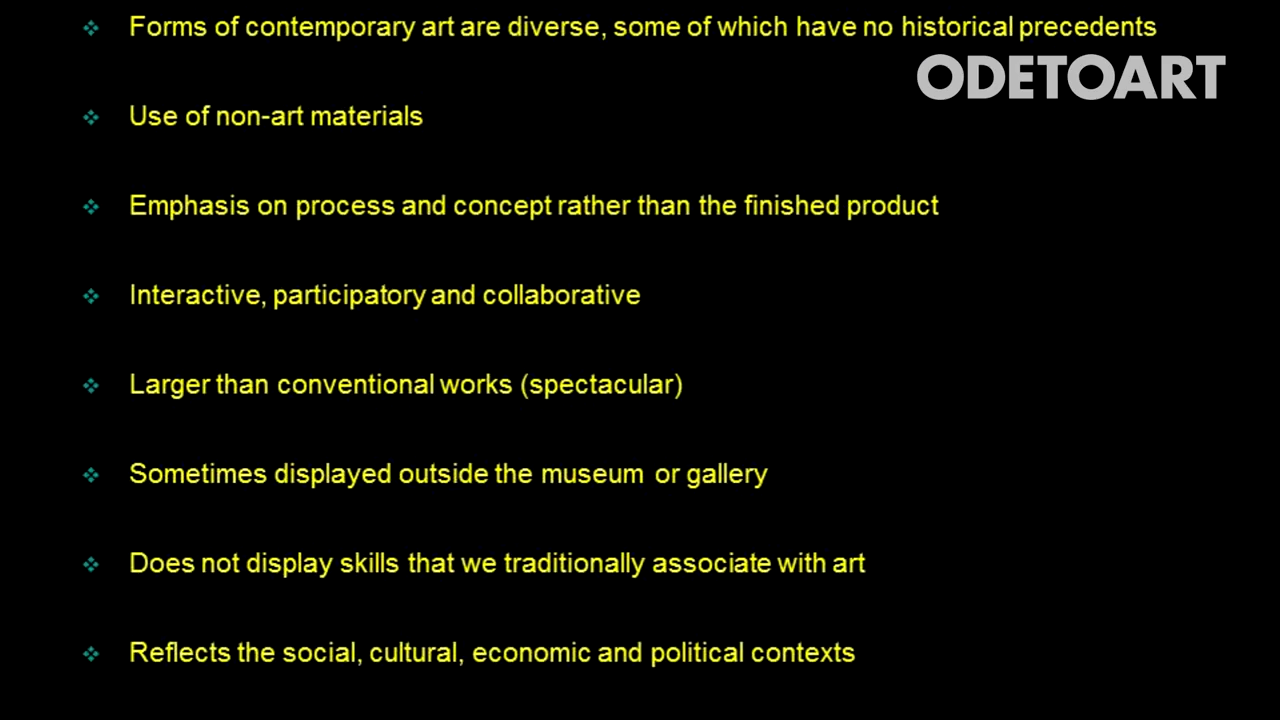 Forms of contemporary art are diverse, some of which have no historical precedents
ODETOART
Use of non-art materials
Emphasis on process and concept rather than the finished product
Interactive, participatory and collaborative
Larger than conventional works (spectacular)
Sometimes displayed outside the museum or gallery
Does not display skills that we traditionally associate with art
Reflects the social, cultural, economic and political contexts